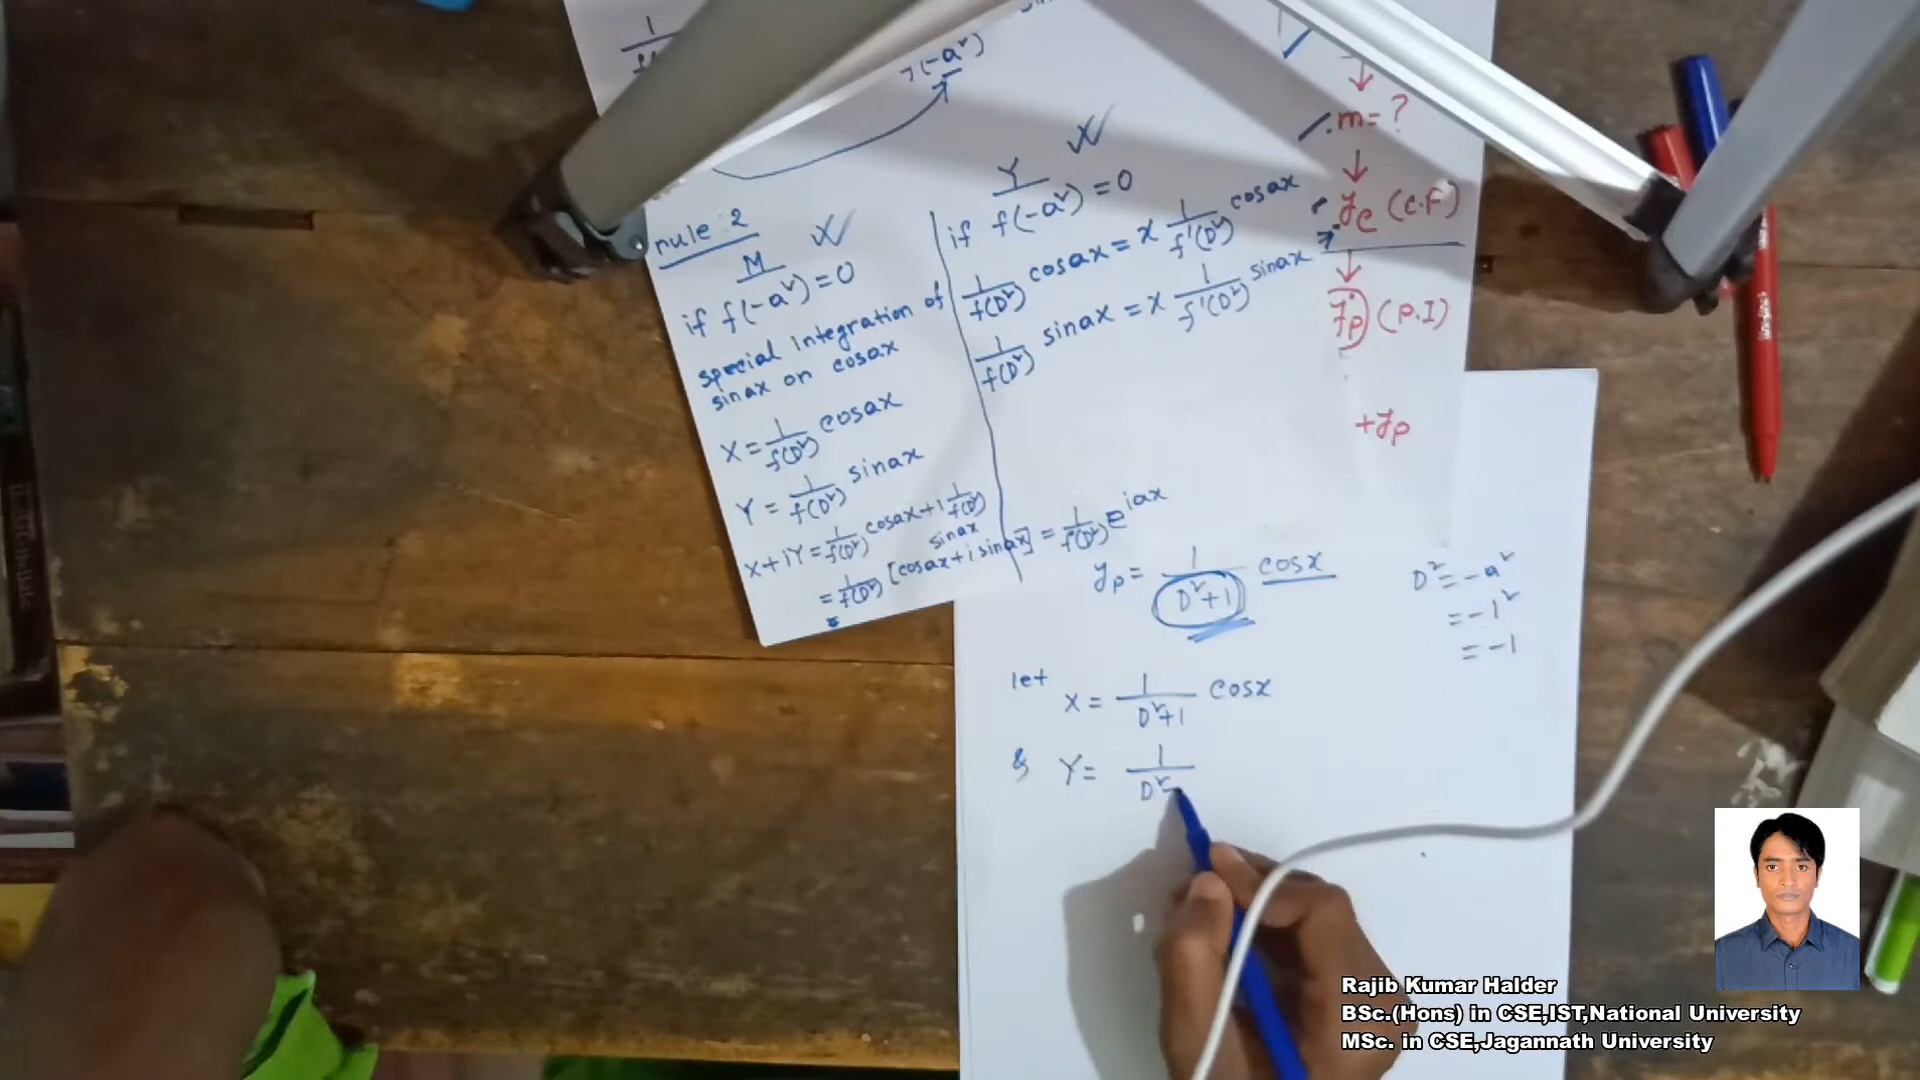 1
f(-a²)
rule : 2
M
if f(-a²) = 0
special integration of
sinax or cosax
X = 1/f(D²) cosax
Y = 1/f(D²) sinax
X+iY = 1/f(D²) cosax + i 1/f(D²) sinax
= 1/f(D²) [cosax + i sinax] = 1/f(D²) e^iax
=
Y
if f(-a²) = 0
1/f(D²) cosax = x 1/f'(D²) cosax
1/f(D²) sinax = x 1/f'(D²) sinax
m = ?
yc (C.F)
yp (P.I)
+yp
yp = 1/D²+1 cosx
D² = -a²
= -1²
= -1
let X = 1/D²+1 cosx
& Y = 1/D²
Rajib Kumar Halder
BSc.(Hons) in CSE,IST,National University
MSc. in CSE,Jagannath University